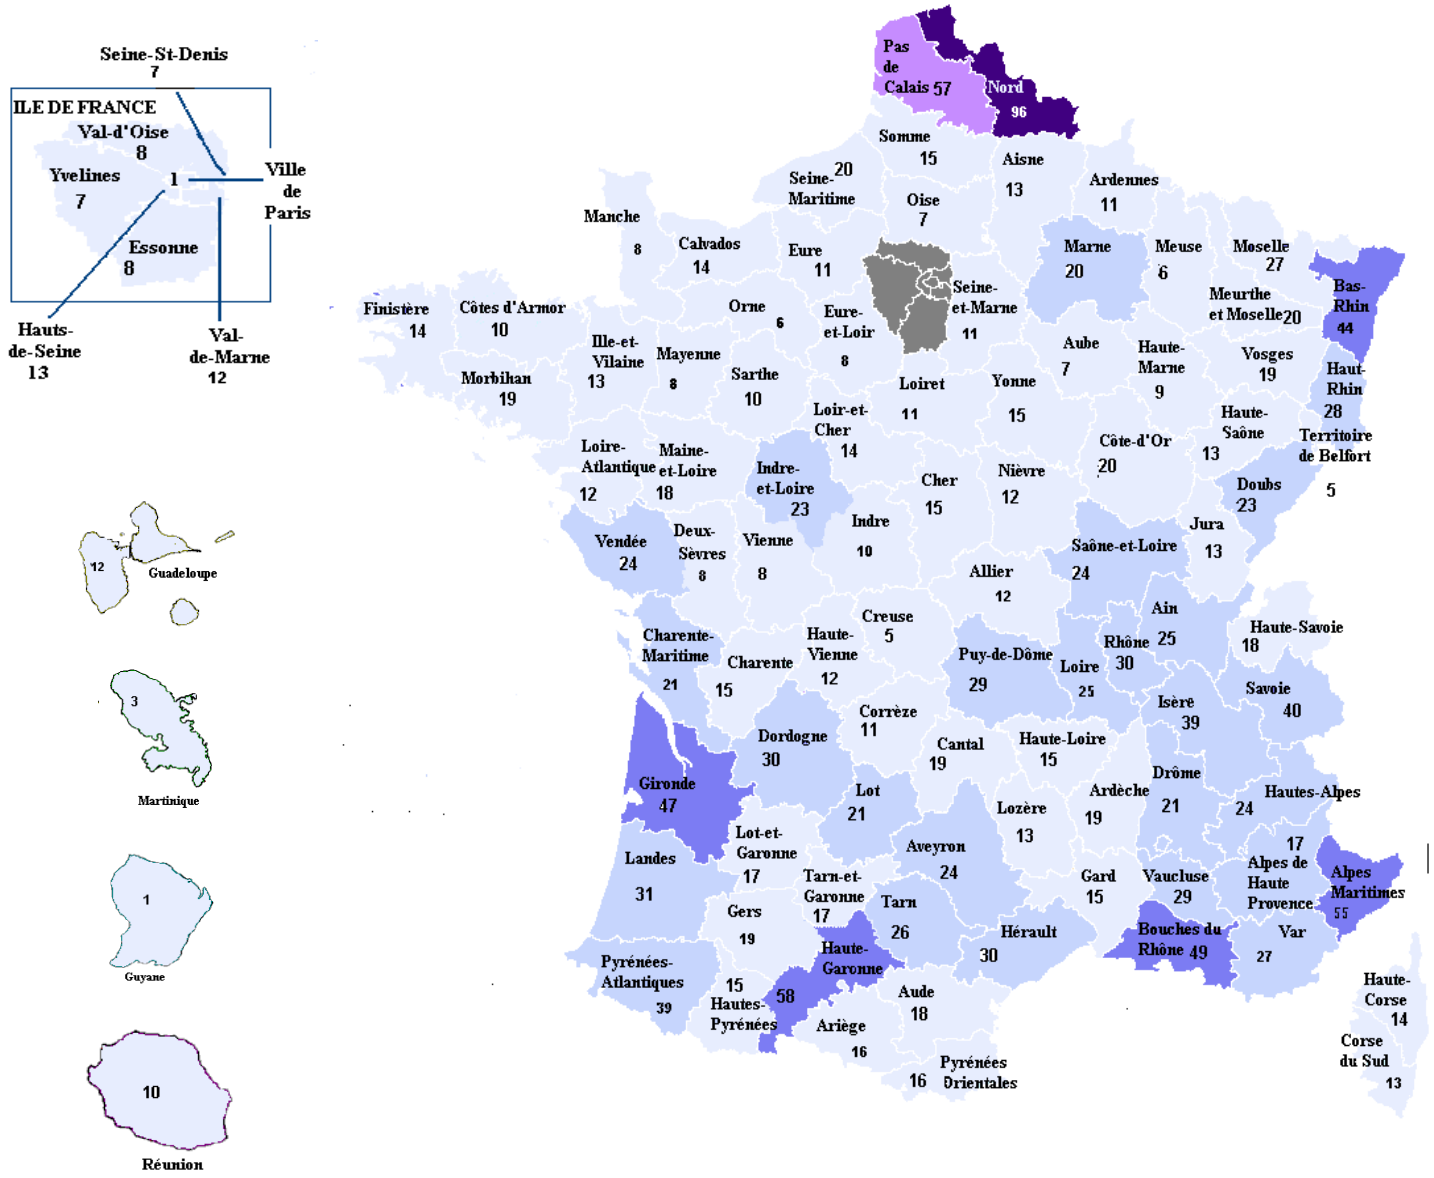 Seine-St-Denis
7
ILE DE FRANCE
Val-d'Oise
8
Yvelines
7
1
Ville
de
Paris
Essonne
8
Hauts-
de-Seine
13
Val-
de-Marne
12
12
Guadeloupe
3
Martinique
1
Guyane
10
Réunion
Pas
de
Calais 57
Nord
96
Somme
15
20
Seine-
Maritime
Oise
7
Aisne
13
Ardennes
11
Manche
8
Calvados
14
Eure
11
Marne
20
Meuse
6
Moselle
27
Bas-
Rhin
44
Meurthe
et Moselle 20
Seine-
et-Marne
11
Finistère
14
Côtes d'Armor
10
Orne
6
Eure-
et-Loir
8
Ille-et-
Vilaine
13
Mayenne
8
Sarthe
10
Morbihan
19
Aube
7
Haute-
Marne
9
Vosges
19
Haut-
Rhin
28
Loiret
11
Yonne
15
Loir-et-
Cher
14
Haute-
Saône
13
Territoire
de Belfort
5
Côte-d'Or
20
Loire-
Atlantique
12
Maine-
et-Loire
18
Indre-
et-Loire
23
Cher
15
Nièvre
12
Doubs
23
Jura
13
Vendée
24
Deux-
Sèvres
8
Vienne
8
Indre
10
Saône-et-Loire
24
Allier
12
Creuse
5
Ain
25
Haute-Savoie
18
Charente-
Maritime
21
Charente
15
Haute-
Vienne
12
Puy-de-Dôme
29
Loire
25
Rhône
30
Isère
39
Savoie
40
Corrèze
11
Dordogne
30
Cantal
19
Haute-Loire
15
Gironde
47
Lot
21
Lozère
13
Ardèche
19
Drôme
21
Hautes-Alpes
24
Landes
31
Lot-et-
Garonne
17
Aveyron
24
Tarn-et-
Garonne
17
Gard
15
Vaucluse
29
17
Alpes de
Haute
Provence
Alpes
Maritimes
55
Gers
19
Tarn
26
Hérault
30
Bouches du
Rhône 49
Var
27
Haute-
Garonne
58
Pyrénées-
Atlantiques
39
15
Hautes-
Pyrénées
Ariège
16
Aude
18
16
Pyrénées
Orientales
Haute-
Corse
14
Corse
du Sud
13